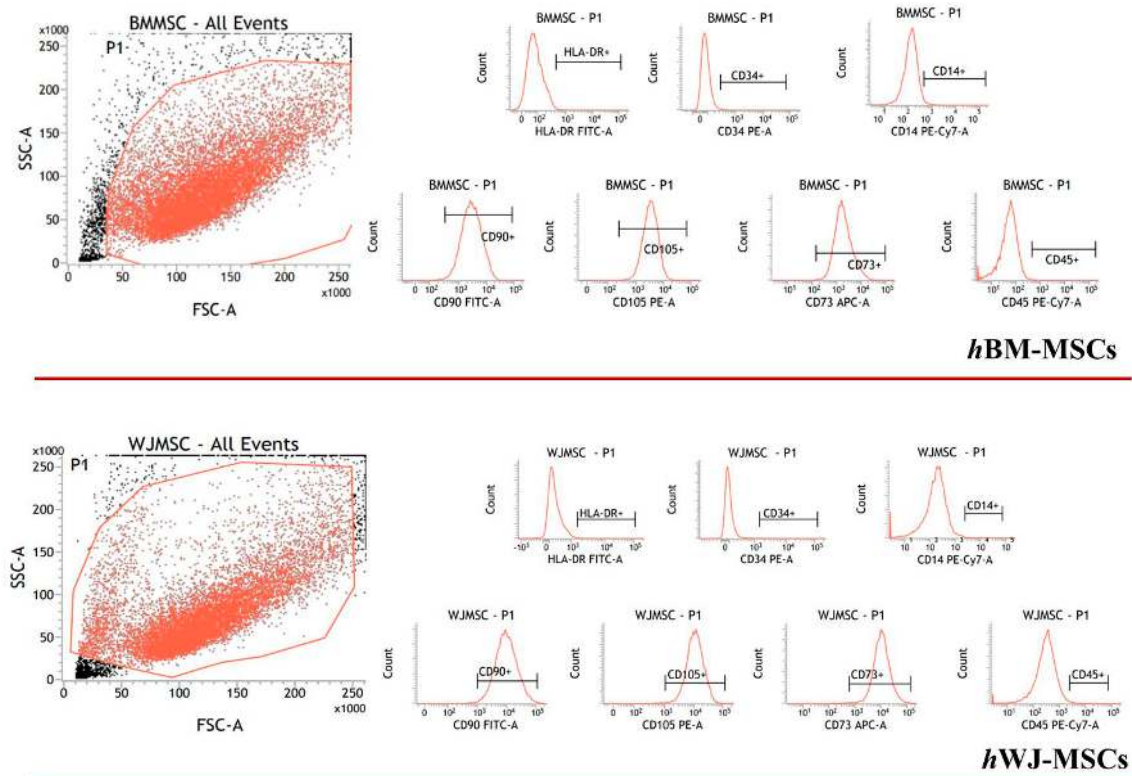 BMMSC - All Events
x1000
P1
250
200
150
100
50
0
SSC-A
0 50 100 150 200 250
x1000
FSC-A
BMMSC - P1
Count
HLA-DR+
HLA-DR FITC-A
BMMSC - P1
Count
CD34+
CD34 PE-A
BMMSC - P1
Count
CD14+
CD14 PE-Cy7-A
BMMSC - P1
Count
CD90+
CD90 FITC-A
BMMSC - P1
Count
CD105+
CD105 PE-A
BMMSC - P1
Count
CD73+
CD73 APC-A
BMMSC - P1
Count
CD45+
CD45 PE-Cy7-A
hBM-MSCs
WJMSC - All Events
x1000
P1
250
200
150
100
50
0
SSC-A
0 50 100 150 200 250
x1000
FSC-A
WJMSC - P1
Count
HLA-DR+
HLA-DR FITC-A
WJMSC - P1
Count
CD34+
CD34 PE-A
WJMSC - P1
Count
CD14+
CD14 PE-Cy7-A
WJMSC - P1
Count
CD90+
CD90 FITC-A
WJMSC - P1
Count
CD105+
CD105 PE-A
WJMSC - P1
Count
CD73+
CD73 APC-A
WJMSC - P1
Count
CD45+
CD45 PE-Cy7-A
hWJ-MSCs